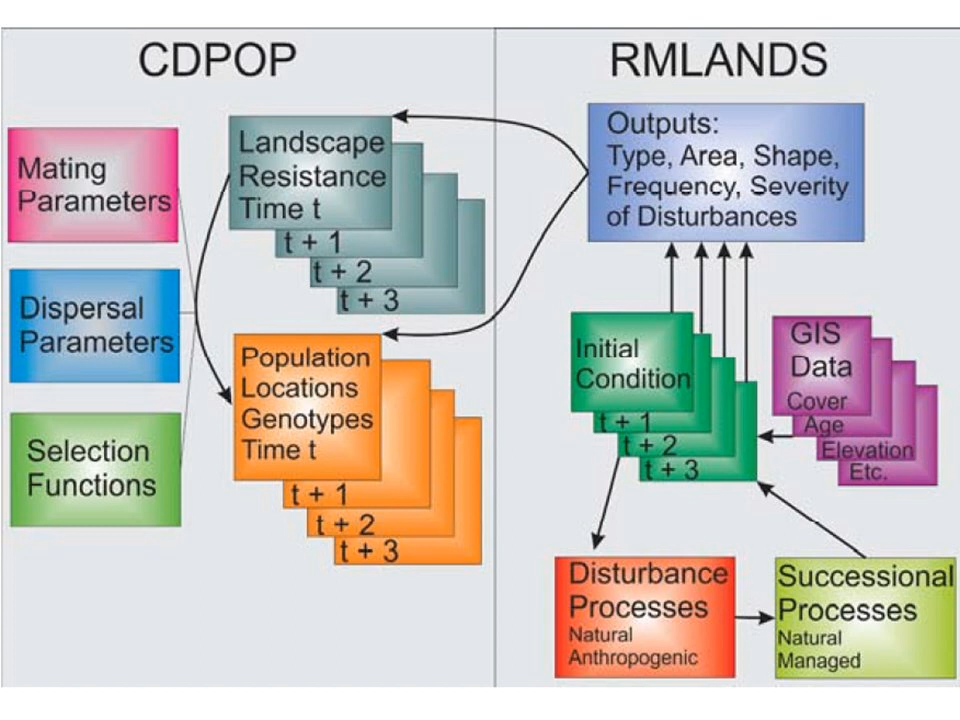 CDPOP
Mating
Parameters
Dispersal
Parameters
Selection
Functions
Landscape
Resistance
Time t
t + 1
t + 2
t + 3
Population
Locations
Genotypes
Time t
t + 1
t + 2
t + 3
RMLANDS
Outputs:
Type, Area, Shape,
Frequency, Severity
of Disturbances
Initial
Condition
t + 1
t + 2
t + 3
GIS
Data
Cover
Age
Elevation
Etc.
Disturbance
Processes
Natural
Anthropogenic
Successional
Processes
Natural
Managed